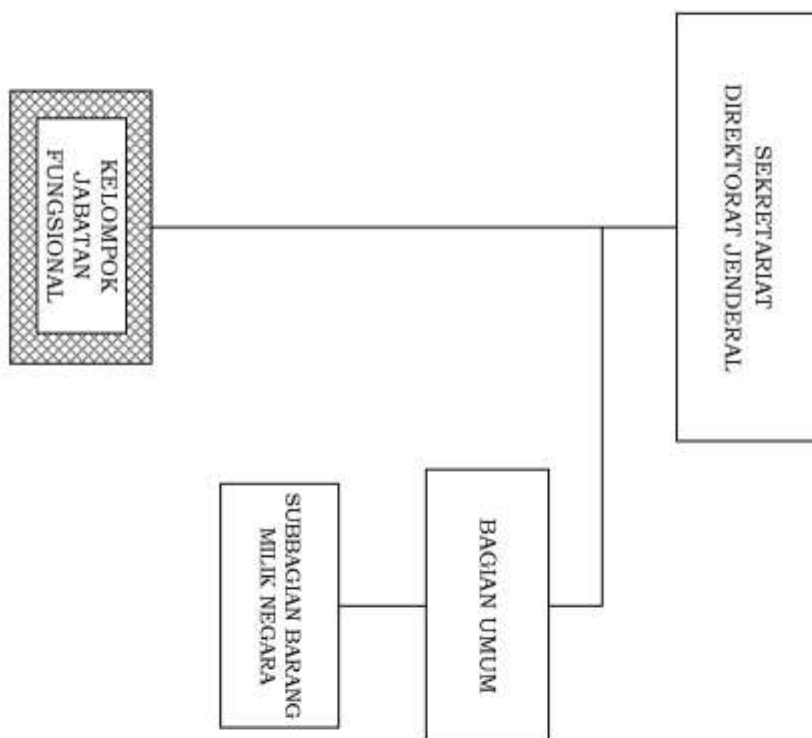 SEKRETARIAT
DIREKTORAT JENDERAL
BAGIAN UMUM
SUBBAGIAN BARANG
MILIK NEGARA
KELOMPOK
JABATAN
FUNGSIONAL